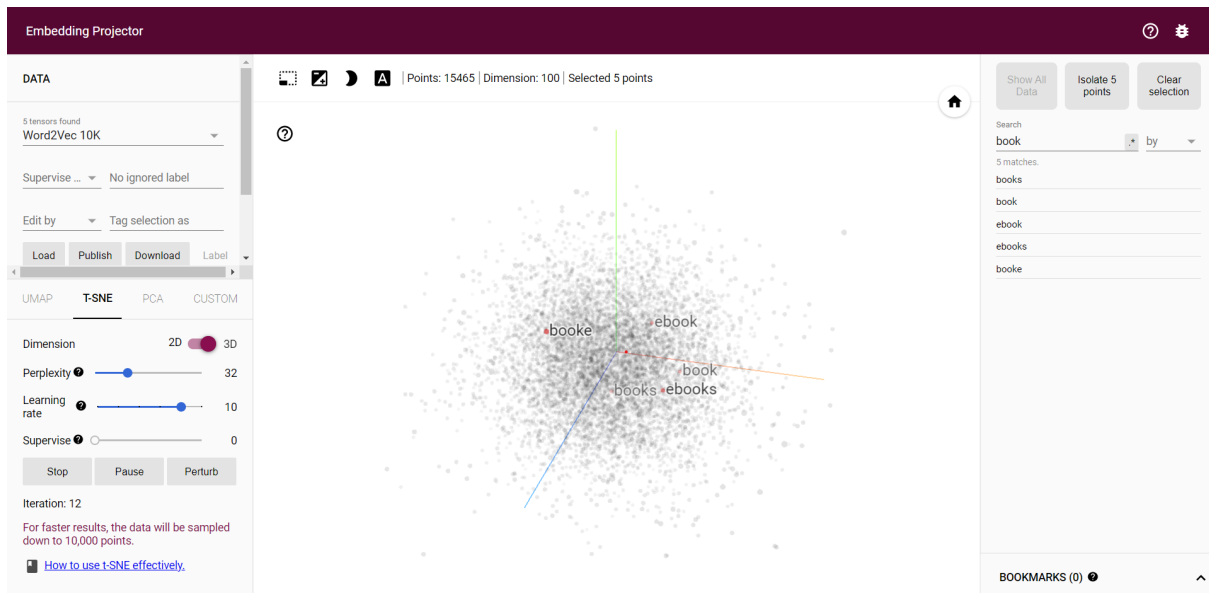 Embedding Projector
DATA
5 tensors found
Word2Vec 10K
Supervise ...
No ignored label
Edit by
Tag selection as
Load
Publish
Download
Label
UMAP
T-SNE
PCA
CUSTOM
Dimension
2D
3D
Perplexity
32
Learning
rate
10
Supervise
0
Stop
Pause
Perturb
Iteration: 12
For faster results, the data will be sampled
down to 10,000 points.
How to use t-SNE effectively.
A
Points: 15465 | Dimension: 100 | Selected 5 points
booke
ebook
book
books
ebooks
Show All
Data
Isolate 5
points
Clear
selection
Search
book
.*
by
5 matches.
books
book
ebook
ebooks
booke
BOOKMARKS (0)